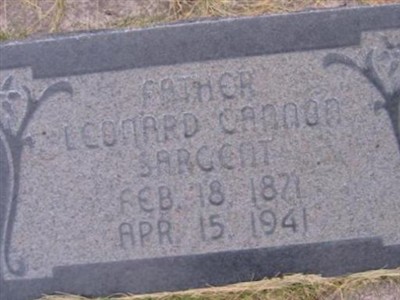 FATHER
LEONARD CANNON
SARGENT
FEB. 18, 1871
APR. 15, 1941